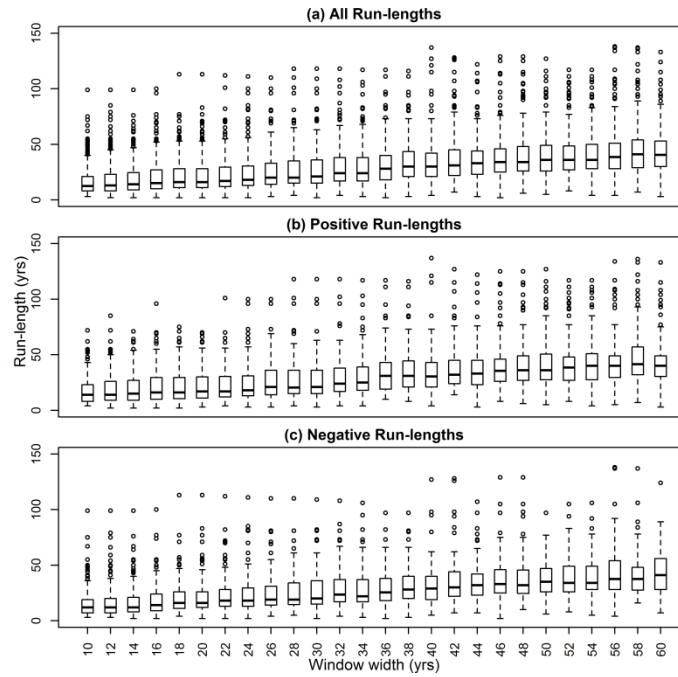 (a) All Run-lengths
150
100
50
0
(b) Positive Run-lengths
150
100
50
0
Run-length (yrs)
(c) Negative Run-lengths
150
100
50
0
10 12 14 16 18 20 22 24 26 28 30 32 34 36 38 40 42 44 46 48 50 52 54 56 58 60
Window width (yrs)